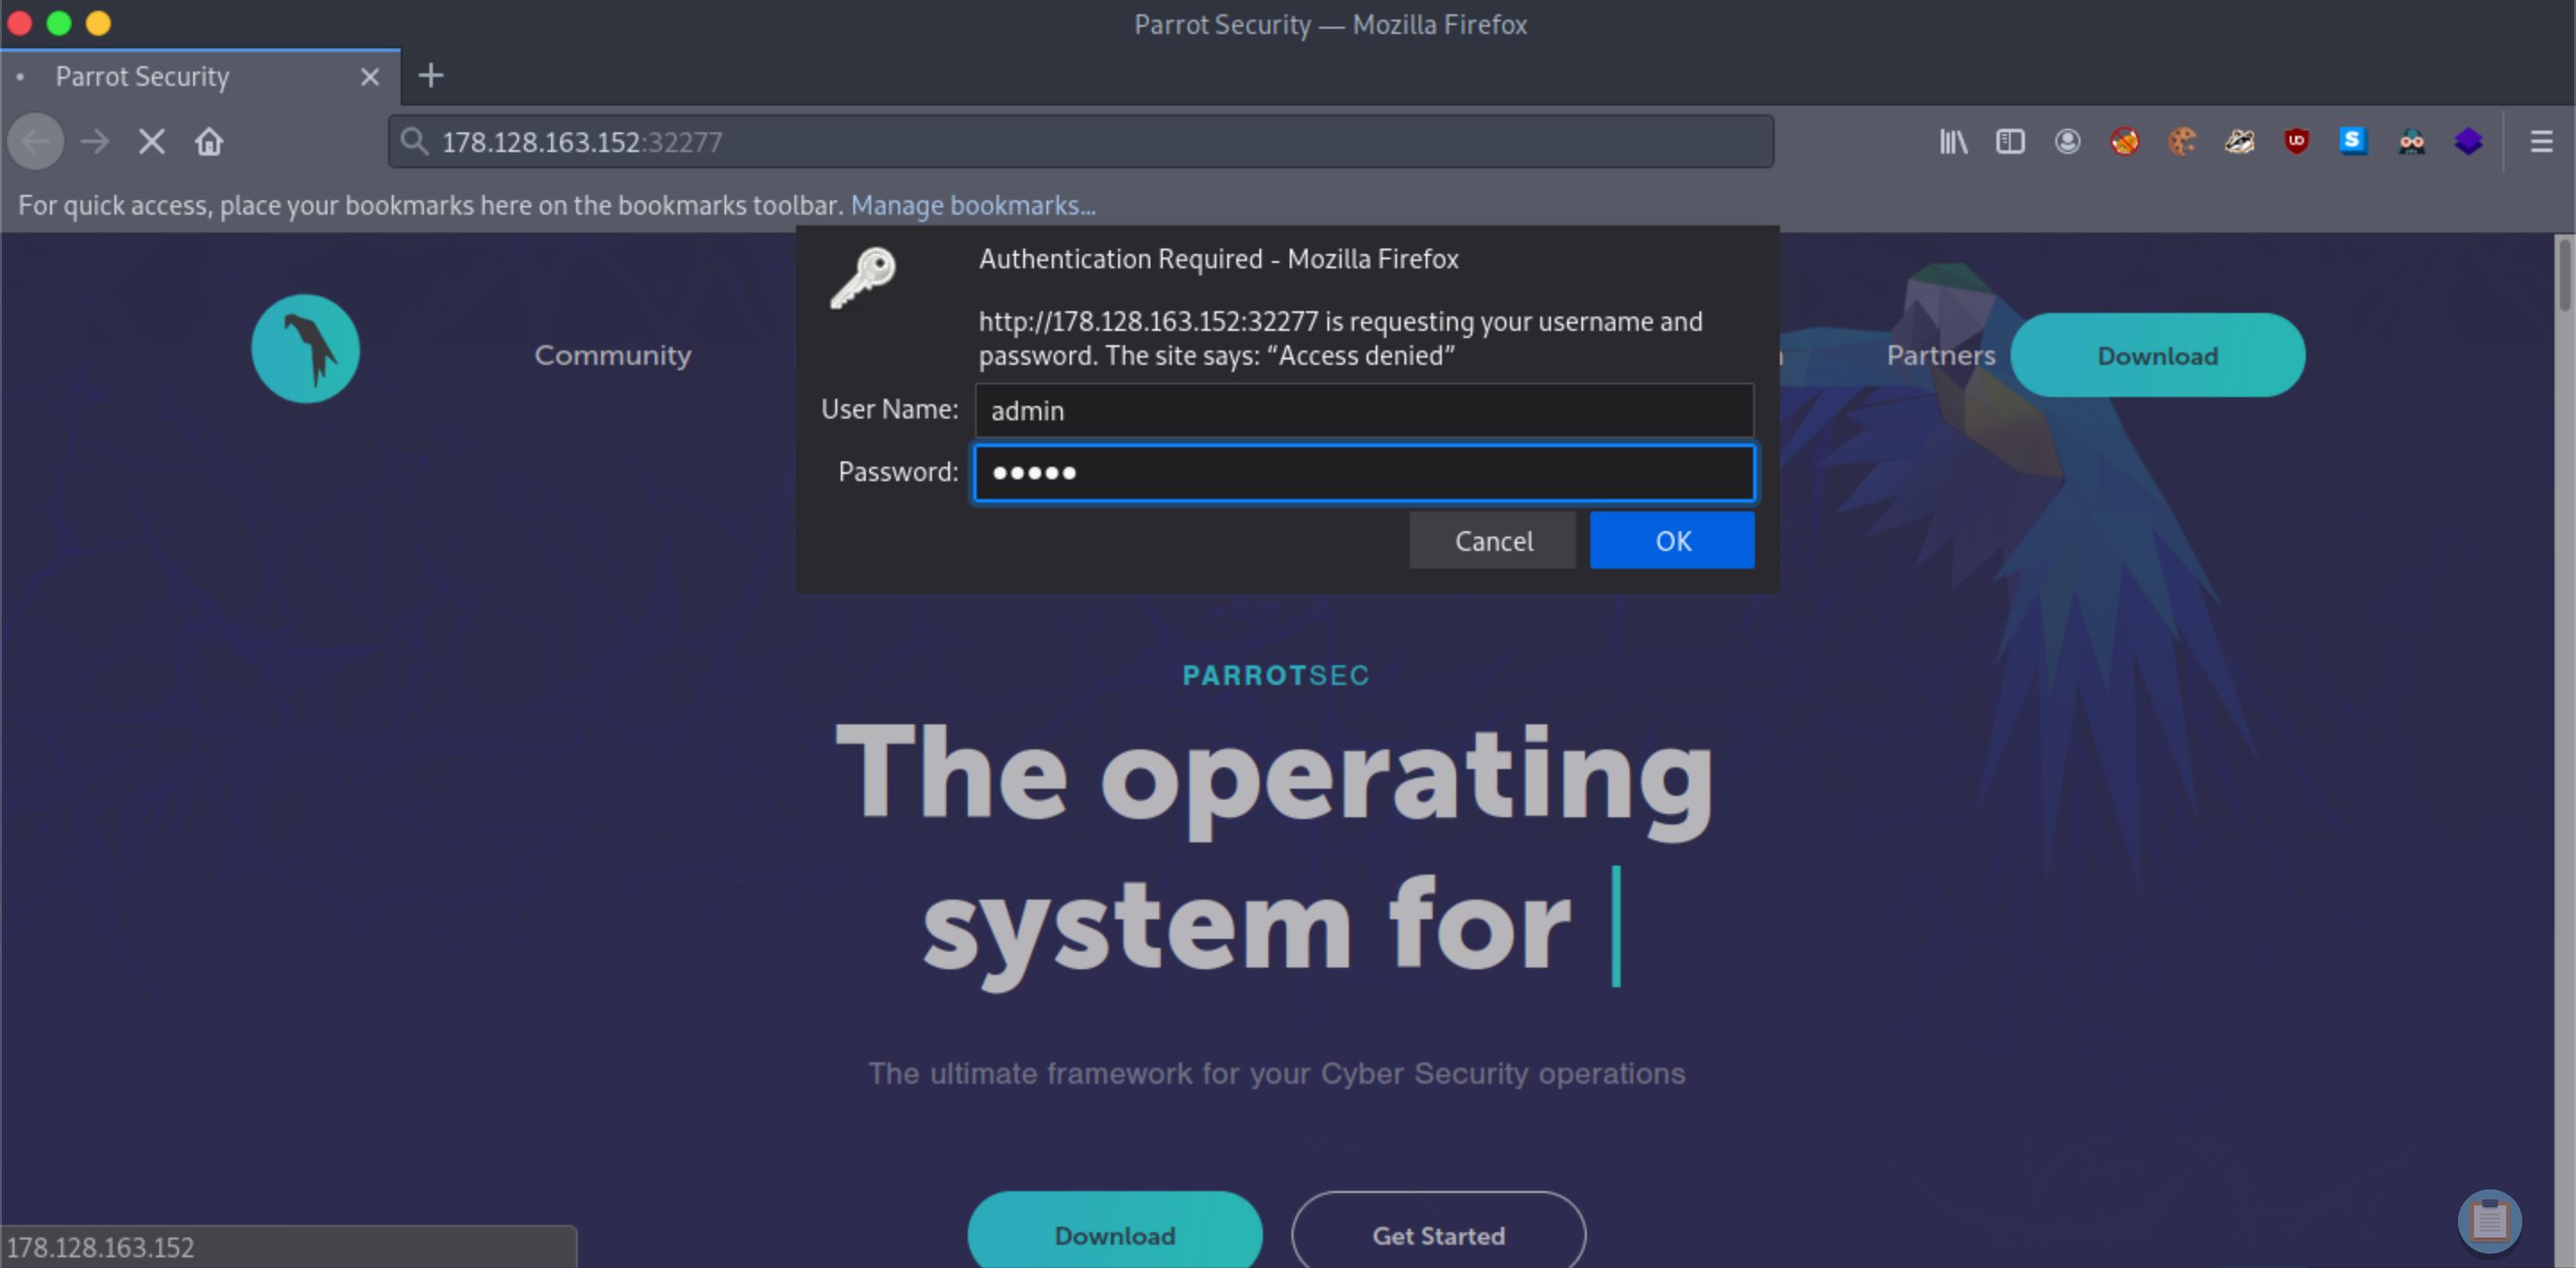 Parrot Security — Mozilla Firefox
Parrot Security
178.128.163.152:32277
For quick access, place your bookmarks here on the bookmarks toolbar. Manage bookmarks...
Authentication Required - Mozilla Firefox
http://178.128.163.152:32277 is requesting your username and
password. The site says: “Access denied”
User Name: admin
Password: •••••
Cancel OK
Community Partners Download
PARROTSEC
The operating
system for
The ultimate framework for your Cyber Security operations
Download Get Started
178.128.163.152